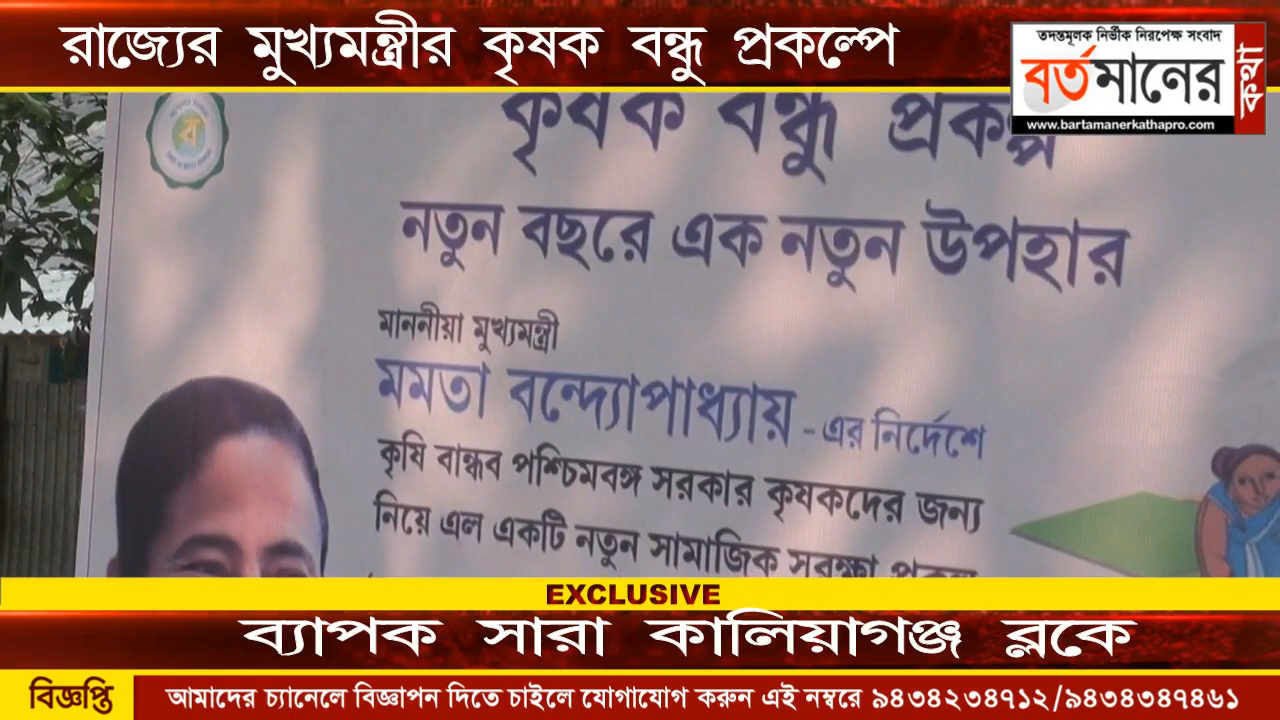 রাজ্যের মুখ্যমন্ত্রীর কৃষক বন্ধু প্রকল্পে
তদন্তমূলক নির্ভীক নিরপেক্ষ সংবাদ
বর্তমানের কথা
www.bartamanerkathapro.com
কৃষক বন্ধু প্রকল্প
নতুন বছরে এক নতুন উপহার
মাননীয়া মুখ্যমন্ত্রী
মমতা বন্দ্যোপাধ্যায় - এর নির্দেশে
কৃষি বান্ধব পশ্চিমবঙ্গ সরকার কৃষকদের জন্য
নিয়ে এল একটি নতুন সামাজিক সুরক্ষা প্রকল্প
EXCLUSIVE
ব্যাপক সারা কালিয়াগঞ্জ ব্লকে
বিজ্ঞপ্তি
আমাদের চ্যানেলে বিজ্ঞাপন দিতে চাইলে যোগাযোগ করুন এই নম্বরে ৯৪৩৪২৩৪৭১২/৯৪৩৪৩৪৭৪৬১